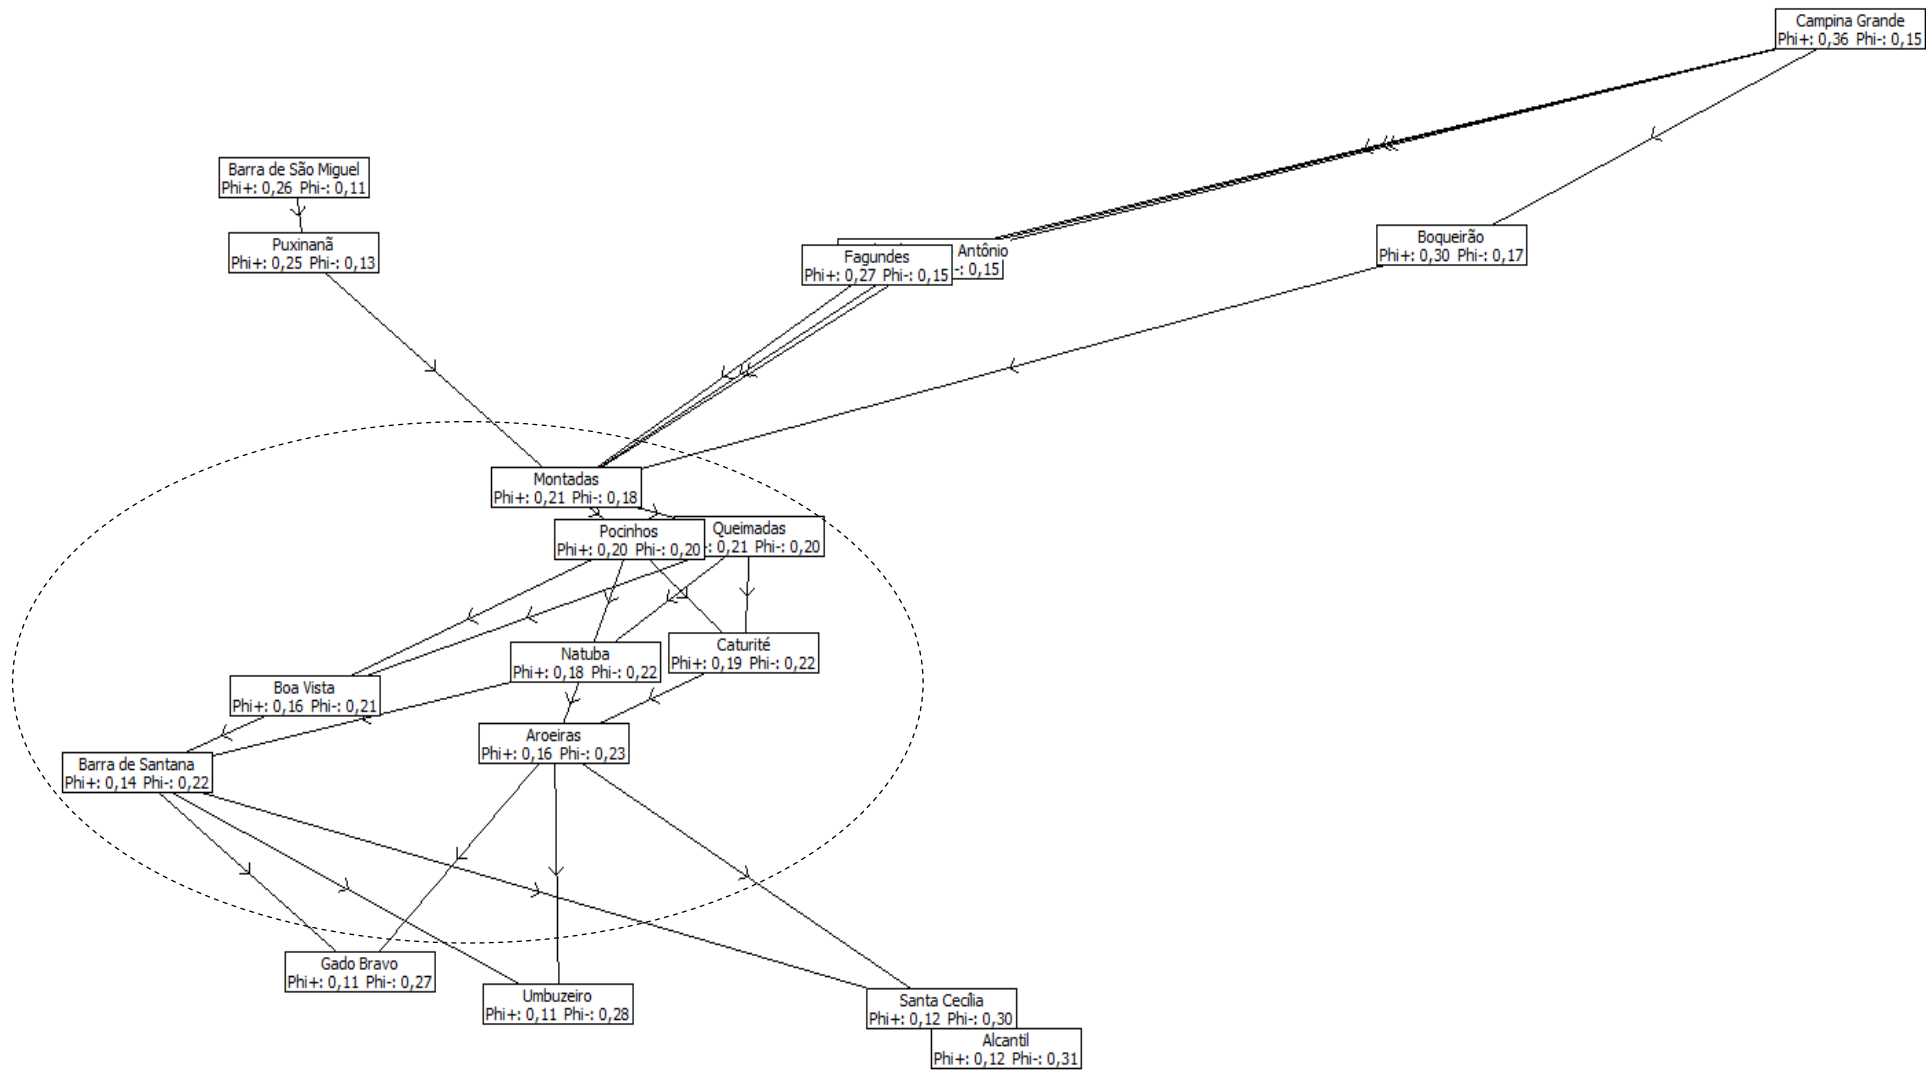 Campina Grande
Phi+: 0,36 Phi-: 0,15
Barra de São Miguel
Phi+: 0,26 Phi-: 0,11
Puxinanã
Phi+: 0,25 Phi-: 0,13
Antônio
-: 0,15
Fagundes
Phi+: 0,27 Phi-: 0,15
Boqueirão
Phi+: 0,30 Phi-: 0,17
Montadas
Phi+: 0,21 Phi-: 0,18
Pocinhos
Phi+: 0,20 Phi-: 0,20
Queimadas
: 0,21 Phi-: 0,20
Natuba
Phi+: 0,18 Phi-: 0,22
Caturité
Phi+: 0,19 Phi-: 0,22
Boa Vista
Phi+: 0,16 Phi-: 0,21
Aroeiras
Phi+: 0,16 Phi-: 0,23
Barra de Santana
Phi+: 0,14 Phi-: 0,22
Gado Bravo
Phi+: 0,11 Phi-: 0,27
Umbuzeiro
Phi+: 0,11 Phi-: 0,28
Santa Cecília
Phi+: 0,12 Phi-: 0,30
Alcantil
Phi+: 0,12 Phi-: 0,31